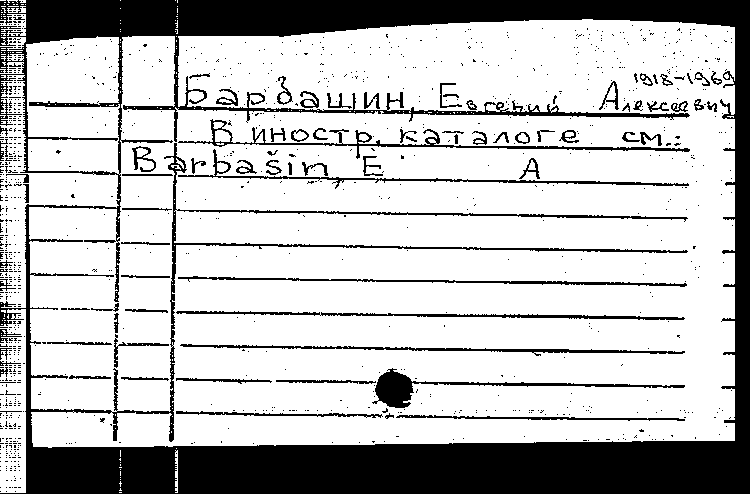 1918-1969
Барбашин, Евгений Алексеевич
В иностр. каталоге см.:
Barbašin, E A